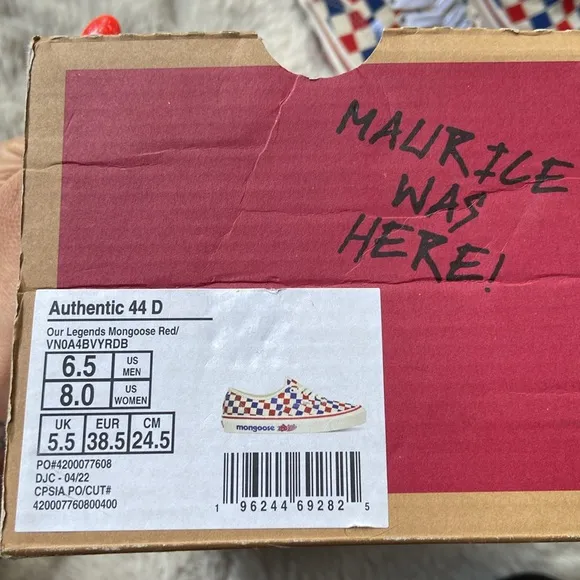 MAURICE
WAS
HERE!
Authentic 44 D
Our Legends Mongoose Red/
VN0A4BVYRDB
6.5 US MEN
8.0 US WOMEN
UK EUR CM
5.5 38.5 24.5
PO#4200077608
DJC - 04/22
CPSIA PO/CUT#
420007760800400
mongoose
1 96244 69282 5